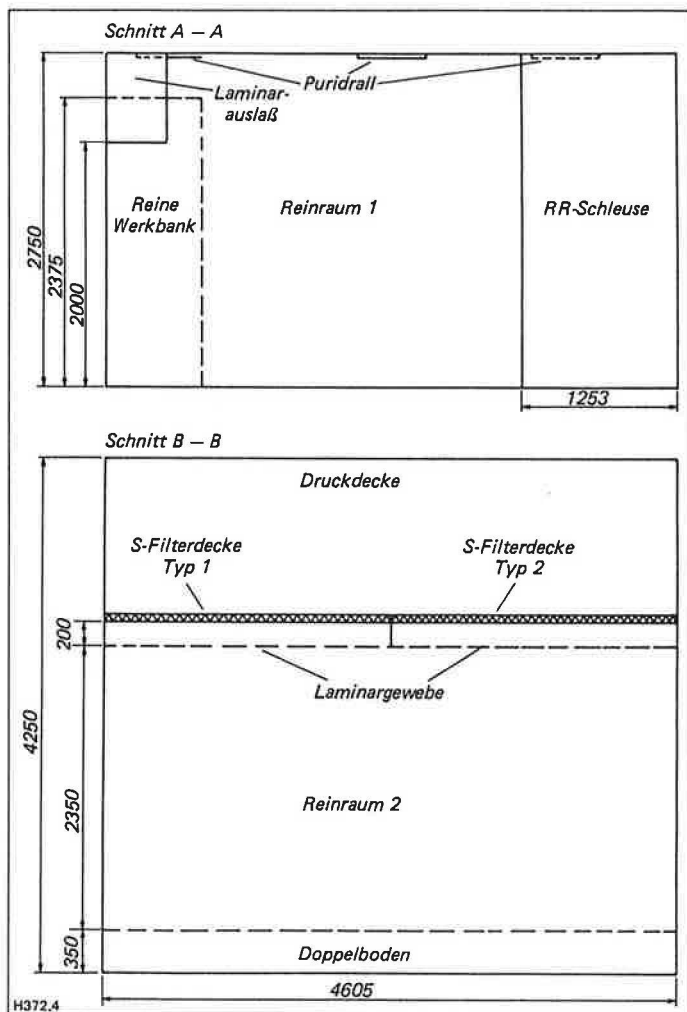 Schnitt A — A
Puridrall
Laminar-
auslaß
Reine
Werkbank
Reinraum 1
RR-Schleuse
2750
2375
2000
1253
Schnitt B — B
Druckdecke
S-Filterdecke
Typ 1
S-Filterdecke
Typ 2
200
Laminargewebe
4250
2350
Reinraum 2
350
Doppelboden
4605
H372.4